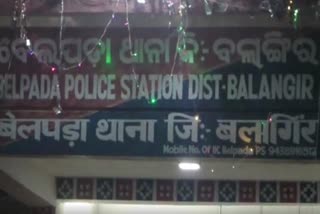 ବେଲପଡ଼ା ଥାନା ଜି: ବଲାଙ୍ଗିର
BELPADA POLICE STATION DIST-BALANGIR
बेलपड़ा थाना जि: बलांगिर
Mobile.No.Of IIC Belpada PS